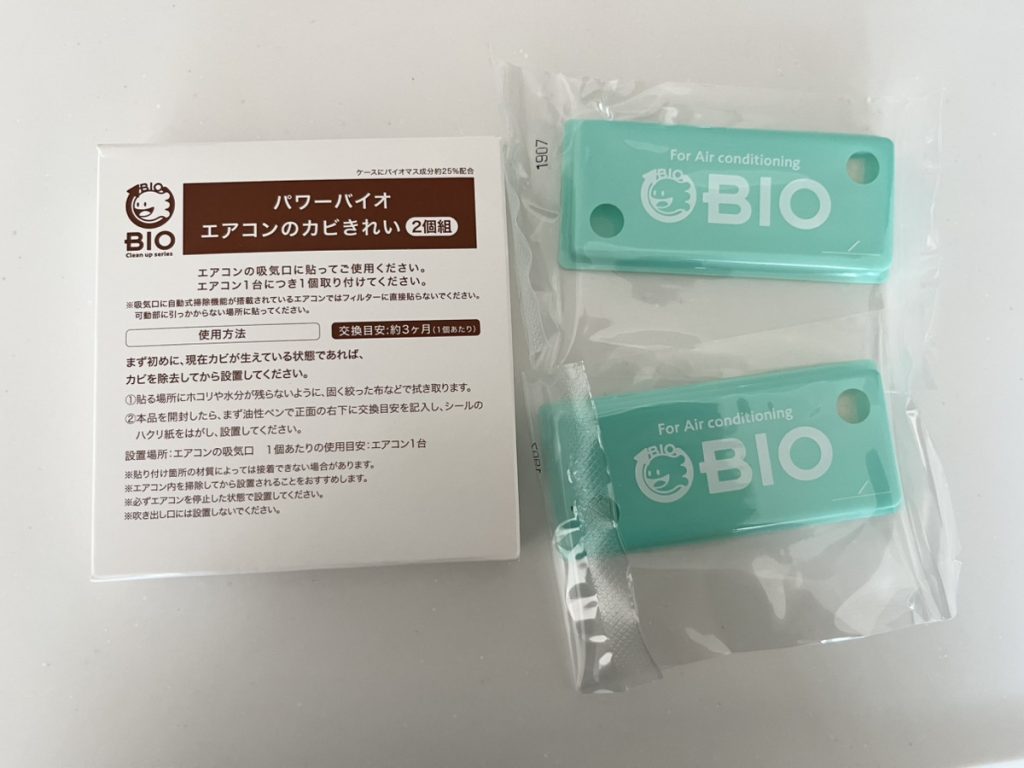 ケースにバイオマス成分約25%配合
BIO
BIO
Clean up series
パワーバイオ
エアコンのカビきれい 2個組
エアコンの吸気口に貼ってご使用ください。
エアコン1台につき1個取り付けてください。
※吸気口に自動式掃除機能が搭載されているエアコンではフィルターに直接貼らないでください。
可動部に引っかからない場所に貼ってください。
使用方法
交換目安:約3ヶ月(1個あたり)
まず初めに、現在カビが生えている状態であれば、
カビを除去してから設置してください。
①貼る場所にホコリや水分が残らないように、固く絞った布などで拭き取ります。
②本品を開封したら、まず油性ペンで正面の右下に交換目安を記入し、シールの
ハクリ紙をはがし、設置してください。
設置場所:エアコンの吸気口 1個あたりの使用目安:エアコン1台
※貼り付け箇所の材質によっては接着できない場合があります。
※エアコン内を掃除してから設置されることをおすすめします。
※必ずエアコンを停止した状態で設置してください。
※吹き出し口には設置しないでください。
1907
For Air conditioning
BIO
BIO
For Air conditioning
BIO
BIO